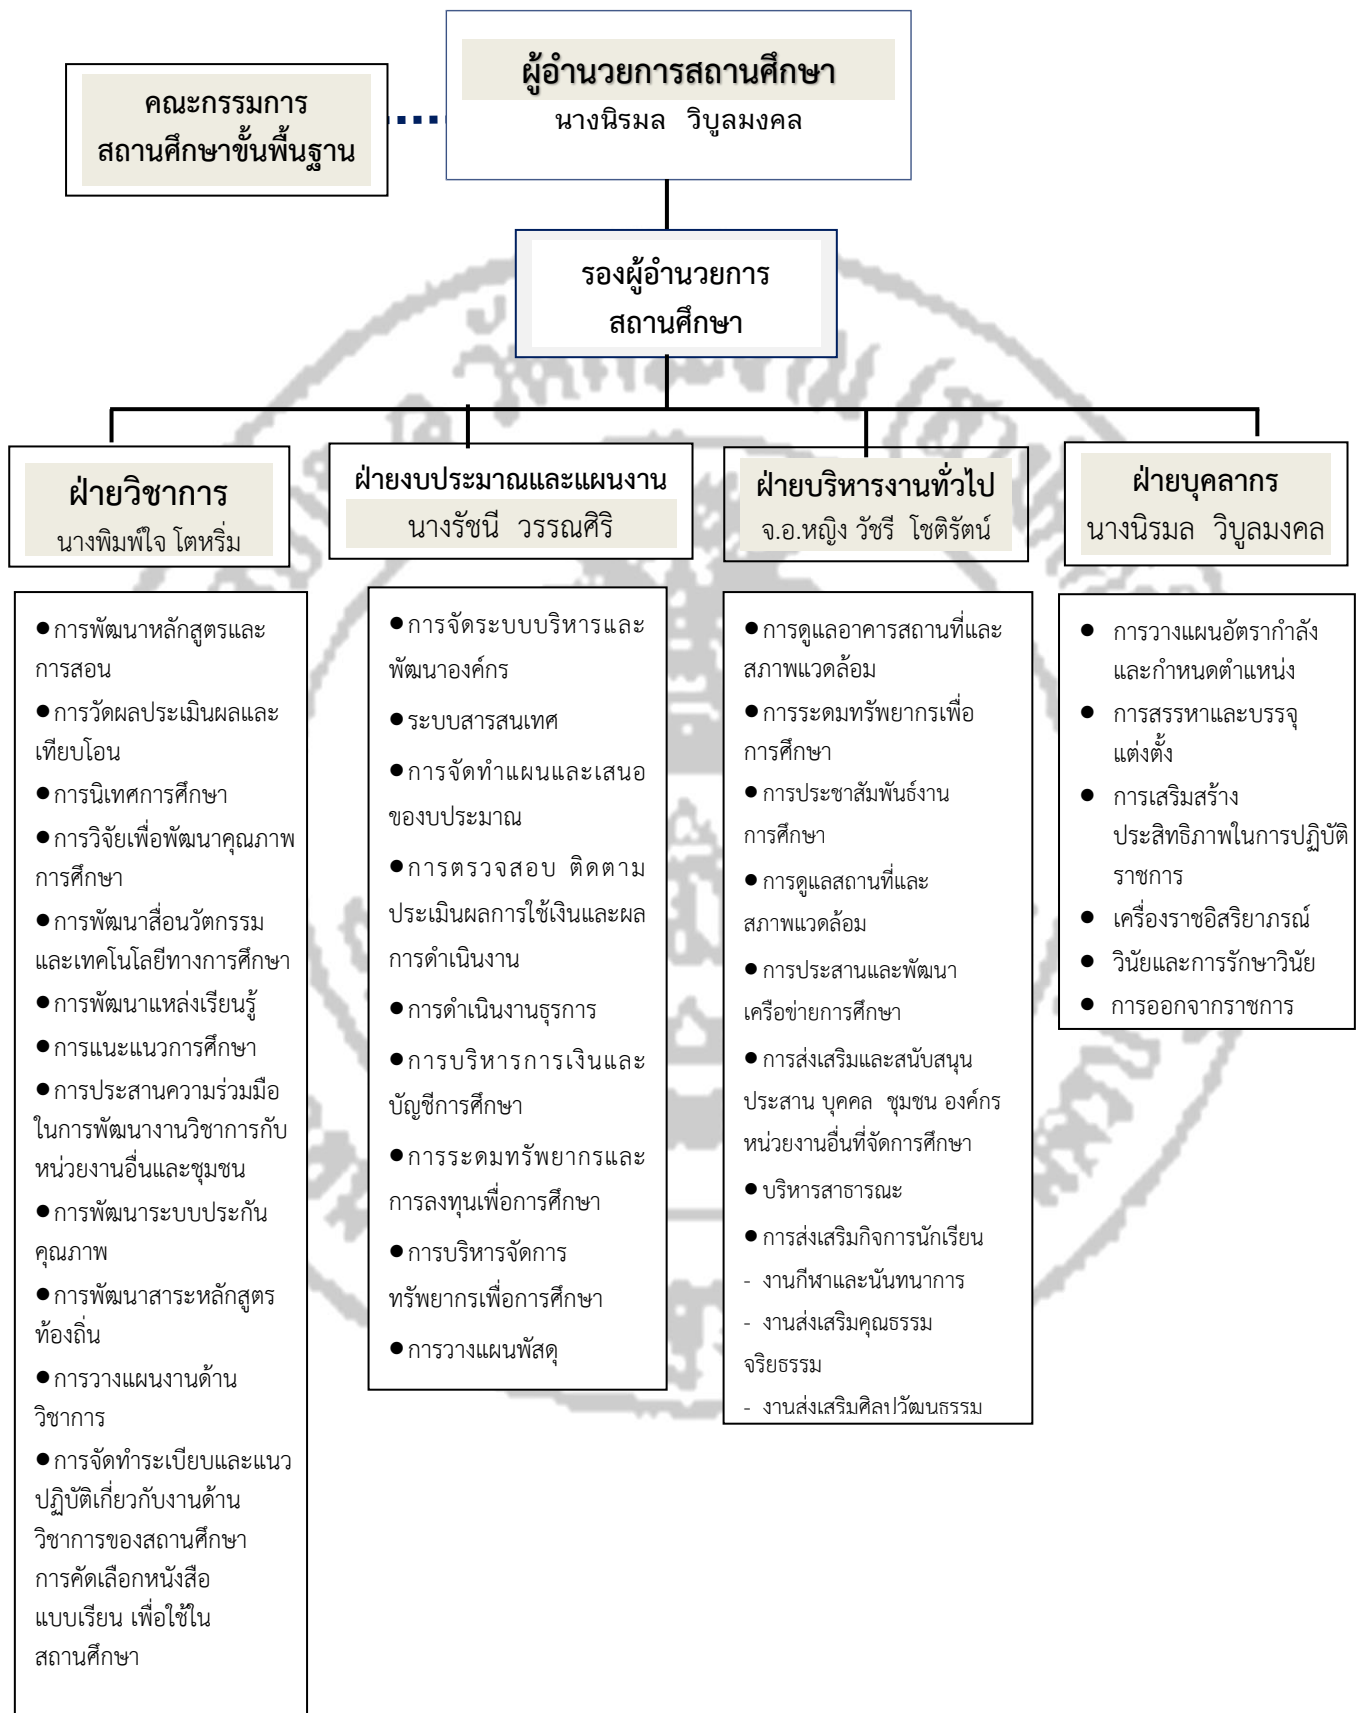 ผู้อำนวยการสถานศึกษา
นางนิรมล วิบูลมงคล
คณะกรรมการ
สถานศึกษาขั้นพื้นฐาน
รองผู้อำนวยการ
สถานศึกษา
ฝ่ายวิชาการ
นางพิมพ์ใจ โตหริ่ม
ฝ่ายงบประมาณและแผนงาน
นางรัชนี วรรณศิริ
ฝ่ายบริหารงานทั่วไป
จ.อ.หญิง วัชรี โชติรัตน์
ฝ่ายบุคลากร
นางนิรมล วิบูลมงคล
●การพัฒนาหลักสูตรและ
การสอน
●การวัดผลประเมินผลและ
เทียบโอน
●การนิเทศการศึกษา
●การวิจัยเพื่อพัฒนาคุณภาพ
การศึกษา
●การพัฒนาสื่อนวัตกรรม
และเทคโนโลยีทางการศึกษา
●การพัฒนาแหล่งเรียนรู้
●การแนะแนวการศึกษา
●การประสานความร่วมมือ
ในการพัฒนางานวิชาการกับ
หน่วยงานอื่นและชุมชน
●การพัฒนาระบบประกัน
คุณภาพ
●การพัฒนาสาระหลักสูตร
ท้องถิ่น
●การวางแผนงานด้าน
วิชาการ
●การจัดทำระเบียบและแนว
ปฏิบัติเกี่ยวกับงานด้าน
วิชาการของสถานศึกษา
การคัดเลือกหนังสือ
แบบเรียน เพื่อใช้ใน
สถานศึกษา
●การจัดระบบบริหารและ
พัฒนาองค์กร
●ระบบสารสนเทศ
●การจัดทำแผนและเสนอ
ของบประมาณ
●การตรวจสอบ ติดตาม
ประเมินผลการใช้เงินและผล
การดำเนินงาน
●การดำเนินงานธุรการ
●การบริหารการเงินและ
บัญชีการศึกษา
●การระดมทรัพยากรและ
การลงทุนเพื่อการศึกษา
●การบริหารจัดการ
ทรัพยากรเพื่อการศึกษา
●การวางแผนพัสดุ
●การดูแลอาคารสถานที่และ
สภาพแวดล้อม
●การระดมทรัพยากรเพื่อ
การศึกษา
●การประชาสัมพันธ์งาน
การศึกษา
●การดูแลสถานที่และ
สภาพแวดล้อม
●การประสานและพัฒนา
เครือข่ายการศึกษา
●การส่งเสริมและสนับสนุน
ประสาน บุคคล ชุมชน องค์กร
หน่วยงานอื่นที่จัดการศึกษา
●บริหารสาธารณะ
●การส่งเสริมกิจการนักเรียน
- งานกีฬาและนันทนาการ
- งานส่งเสริมคุณธรรม
จริยธรรม
- งานส่งเสริมศิลปวัฒนธรรม
● การวางแผนอัตรากำลัง
และกำหนดตำแหน่ง
● การสรรหาและบรรจุ
แต่งตั้ง
● การเสริมสร้าง
ประสิทธิภาพในการปฏิบัติ
ราชการ
● เครื่องราชอิสริยาภรณ์
● วินัยและการรักษาวินัย
● การออกจากราชการ